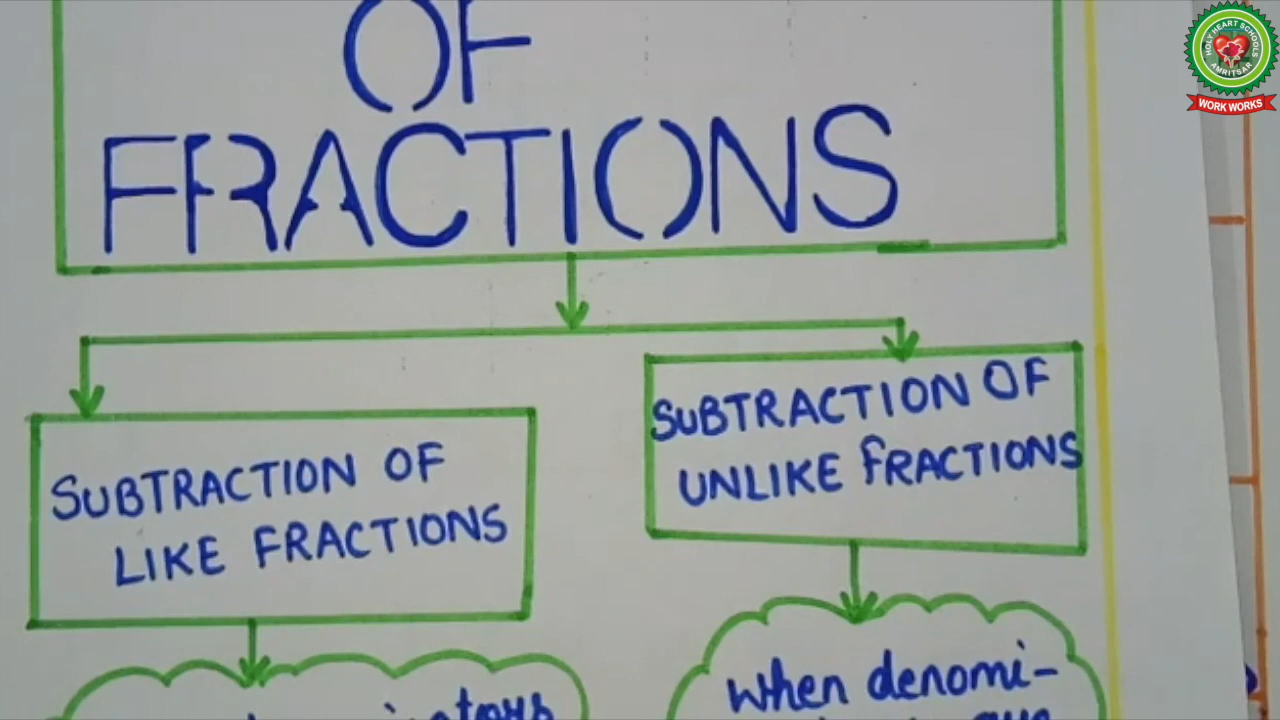 OF
FRACTIONS
SUBTRACTION OF
LIKE FRACTIONS
SUBTRACTION OF
UNLIKE FRACTIONS
When denomi-
HOLY HEART SCHOOLS
AMRITSAR
WORK WORKS